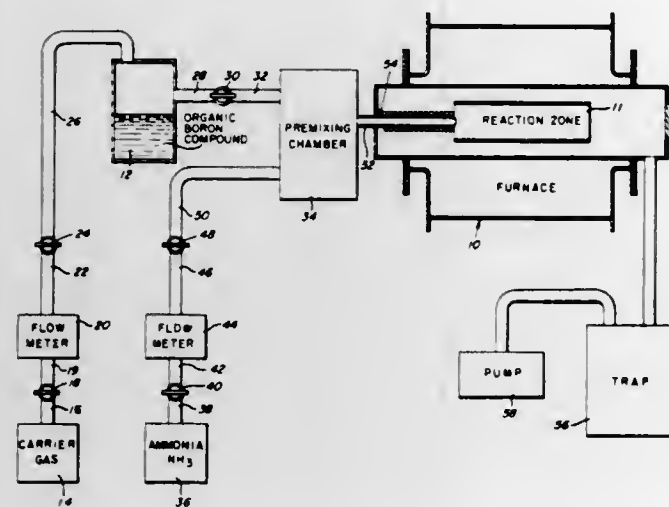 54
28
30
32
11
REACTION ZONE
ORGANIC
BORON
COMPOUND
PREMIXING
CHAMBER
26
12
52
50
34
FURNACE
10
24
48
22
46
FLOW
METER
20
FLOW
METER
44
19
42
18
40
16
38
PUMP
58
TRAP
56
CARRIER
GAS
14
AMMONIA
NH3
36